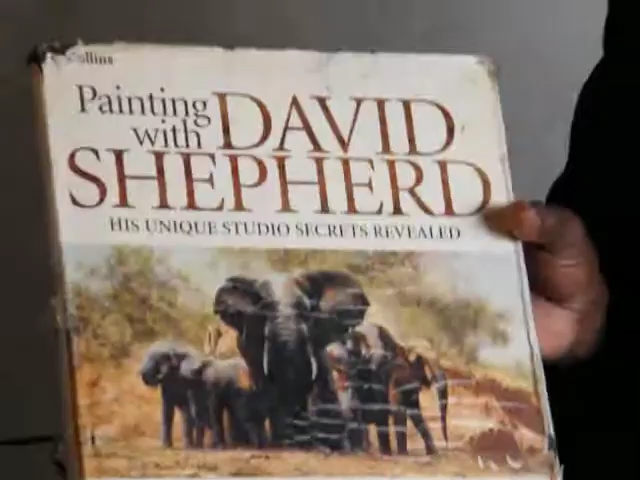 Collins
Painting
with DAVID
SHEPHERD
HIS UNIQUE STUDIO SECRETS REVEALED